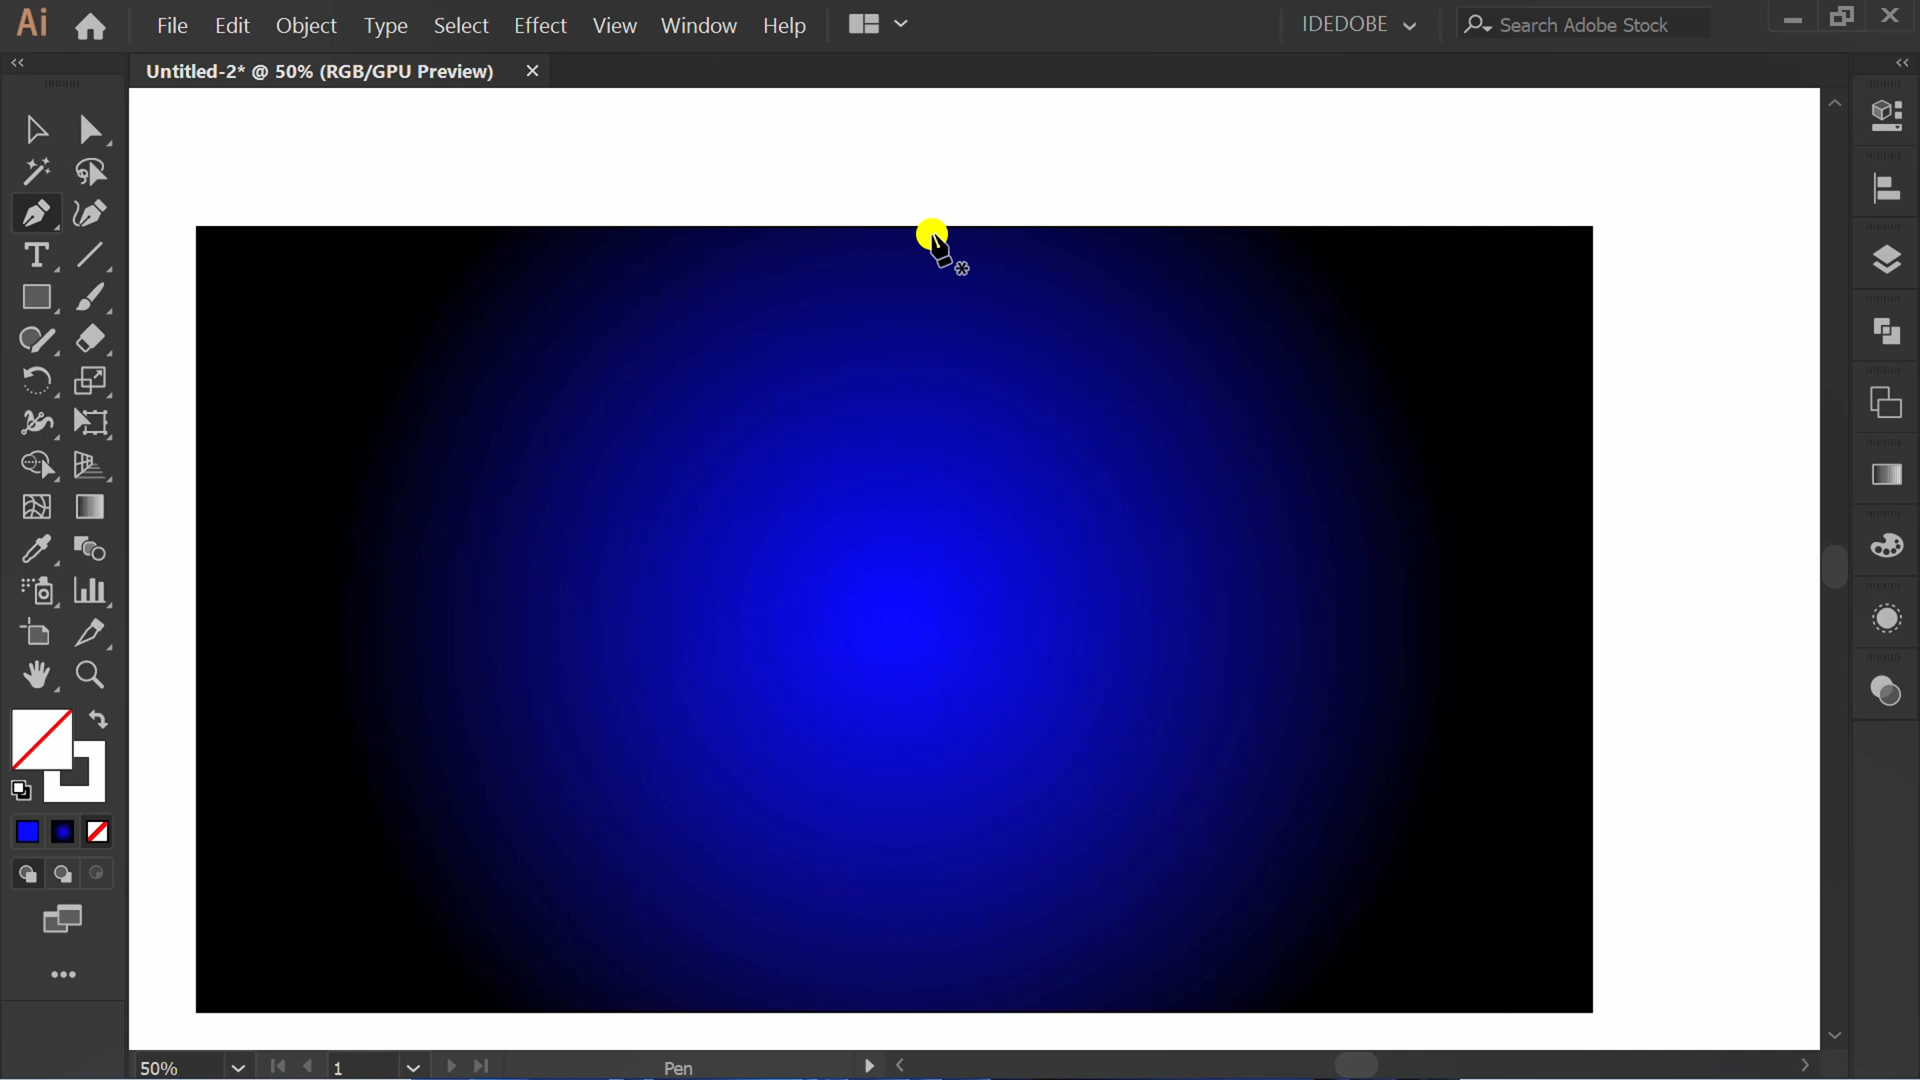 Ai File Edit Object Type Select Effect View Window Help IDEDOBE Search Adobe Stock
Untitled-2* @ 50% (RGB/GPU Preview)
T
50% 1 Pen